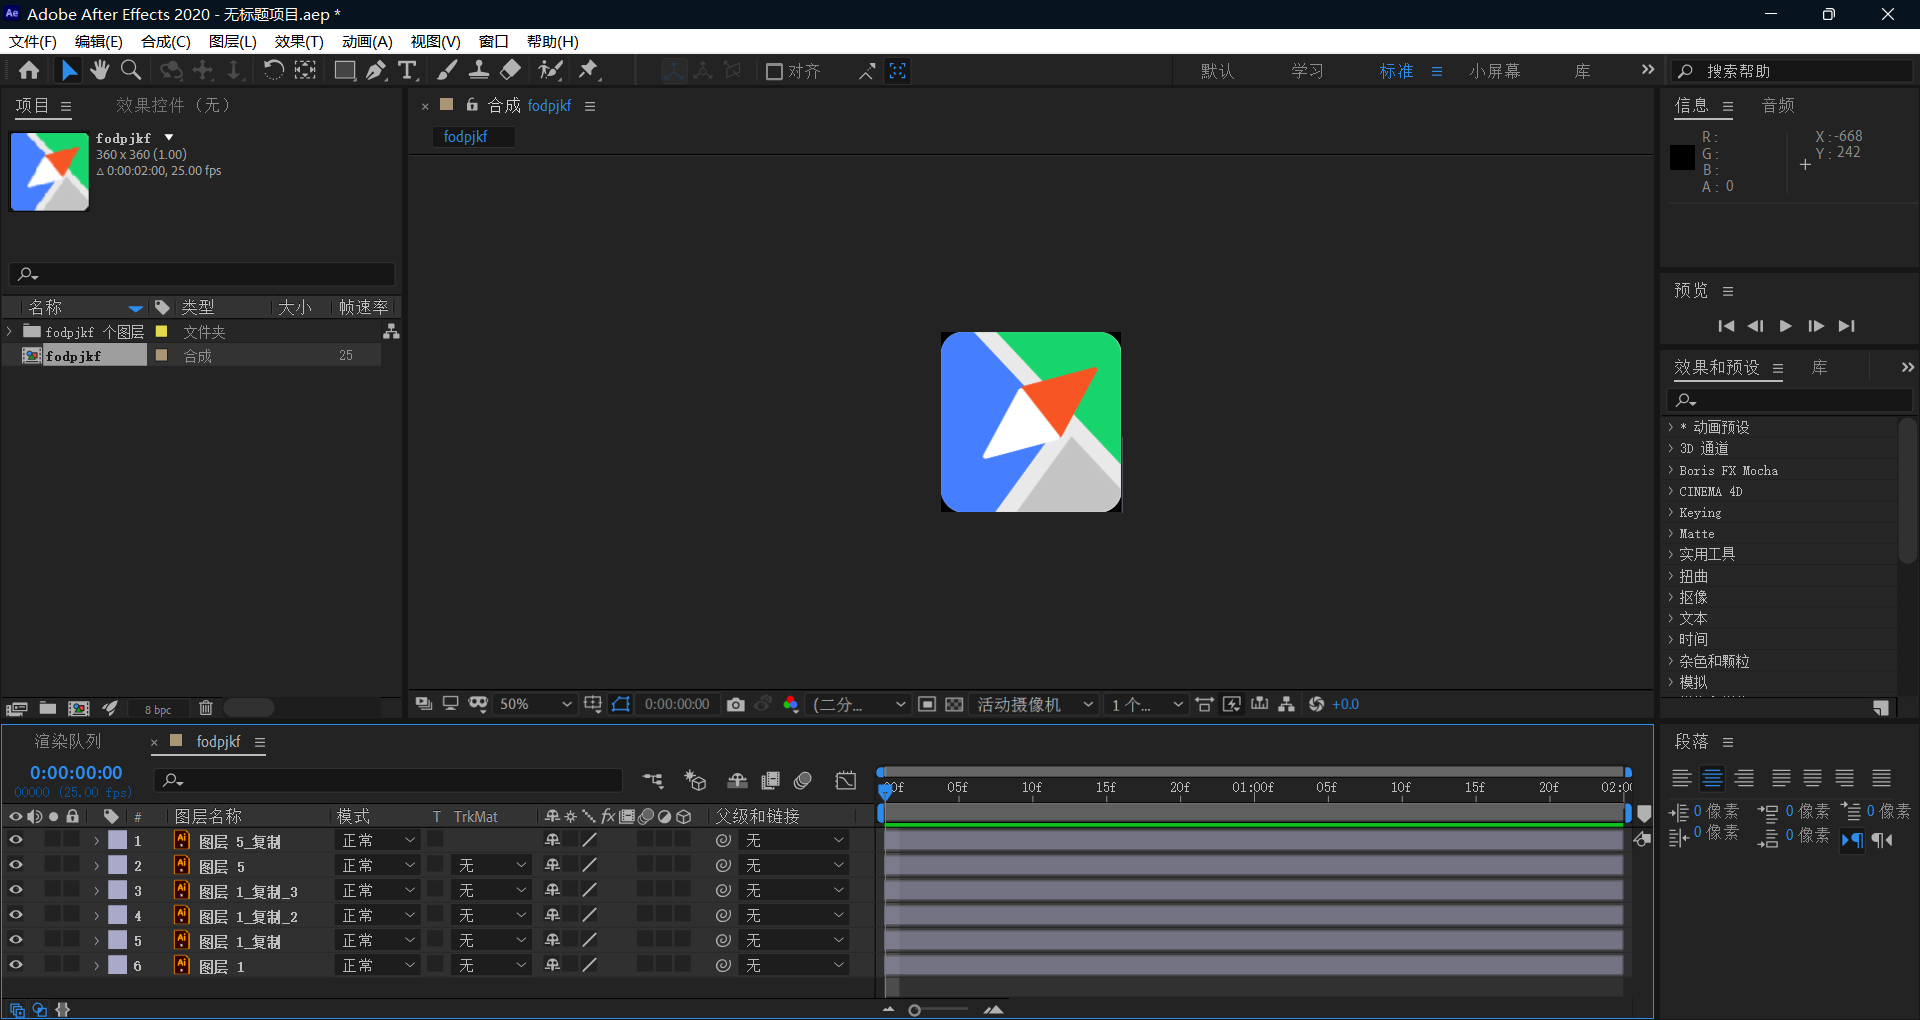 Ae Adobe After Effects 2020 - 无标题项目.aep *
文件(F) 编辑(E) 合成(C) 图层(L) 效果(T) 动画(A) 视图(V) 窗口 帮助(H)
对齐 默认 学习 标准 小屏幕 库 搜索帮助
项目 效果控件 (无)
fodpjkf
360 x 360 (1.00)
Δ 0:00:02:00, 25.00 fps
名称 类型 大小 帧速率
fodpjkf 个图层 文件夹
fodpjkf 合成 25
8 bpc
× 合成 fodpjkf
fodpjkf
50% 0:00:00:00 (二分... 活动摄像机 1 个... +0.0
信息 音频
R: X:-668
G: Y: 242
B:
A: 0
预览
效果和预设 库
* 动画预设
3D 通道
Boris FX Mocha
CINEMA 4D
Keying
Matte
实用工具
扭曲
抠像
文本
时间
杂色和颗粒
模拟
渲染队列 × fodpjkf
0:00:00:00
00000 (25.00 fps)
05f 10f 15f 20f 01:00f 05f 10f 15f 20f 02:0
# 图层名称 模式 T TrkMat fx 父级和链接
1 Ai 图层 5_复制 正常 无
2 Ai 图层 5 正常 无 无
3 Ai 图层 1_复制_3 正常 无 无
4 Ai 图层 1_复制_2 正常 无 无
5 Ai 图层 1_复制 正常 无 无
6 Ai 图层 1 正常 无 无
段落
0 像素 0 像素 0 像素
0 像素 0 像素